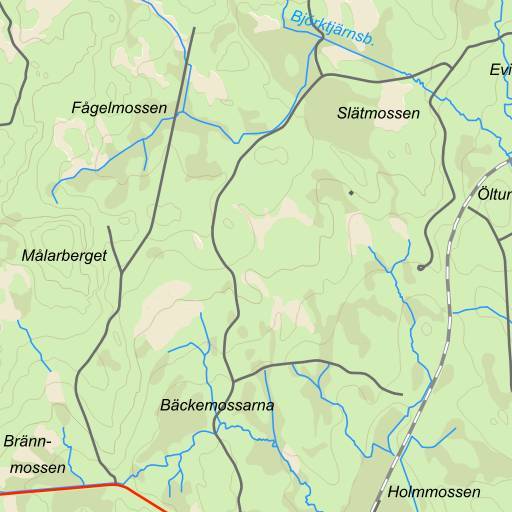 Björktjärnsb.
Evi
Fågelmossen
Slätmossen
Öltur
Målarberget
Bäckemossarna
Bränn-
mossen
Holmmossen